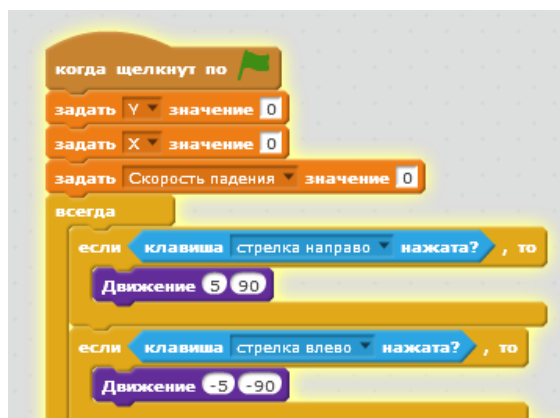 когда щелкнут по
задать Y значение 0
задать X значение 0
задать Скорость падения значение 0
всегда
если клавиша стрелка направо нажата? , то
Движение 5 90
если клавиша стрелка влево нажата? , то
Движение -5 -90